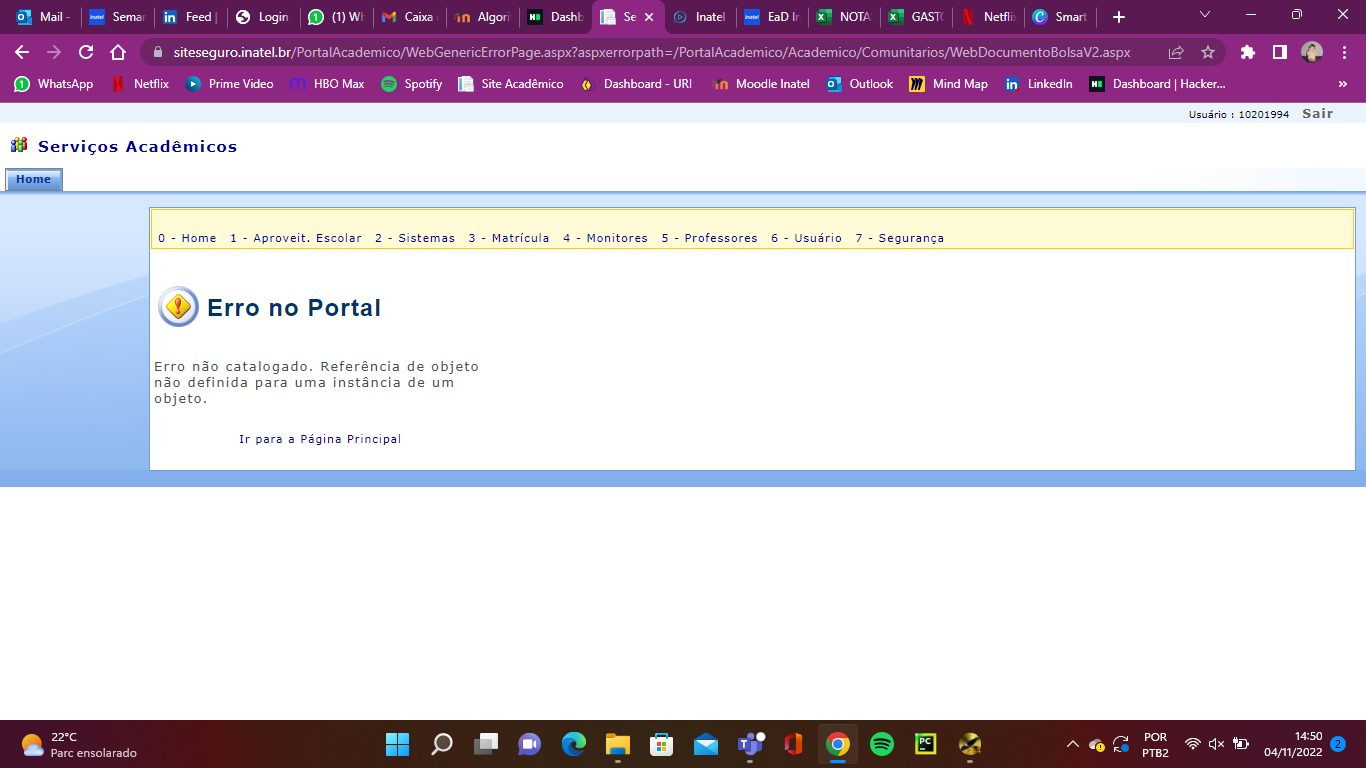 Mail -
Semar
Feed |
Login
(1) Wh
Caixa
Algori
Dashb
Se
Inatel
EaD In
NOTA
GASTO
Netflix
Smart
siteseguro.inatel.br/PortalAcademico/WebGenericErrorPage.aspx?aspxerrorpath=/PortalAcademico/Academico/Comunitarios/WebDocumentoBolsaV2.aspx
WhatsApp
Netflix
Prime Video
HBO Max
Spotify
Site Acadêmico
Dashboard - URI
Moodle Inatel
Outlook
Mind Map
LinkedIn
Dashboard | Hacker...
»
Usuário : 10201994 Sair
Serviços Acadêmicos
Home
0 - Home 1 - Aproveit. Escolar 2 - Sistemas 3 - Matrícula 4 - Monitores 5 - Professores 6 - Usuário 7 - Segurança
Erro no Portal
Erro não catalogado. Referência de objeto
não definida para uma instância de um
objeto.
Ir para a Página Principal
22°C
Parc ensolarado
POR
PTB2
14:50
04/11/2022
2